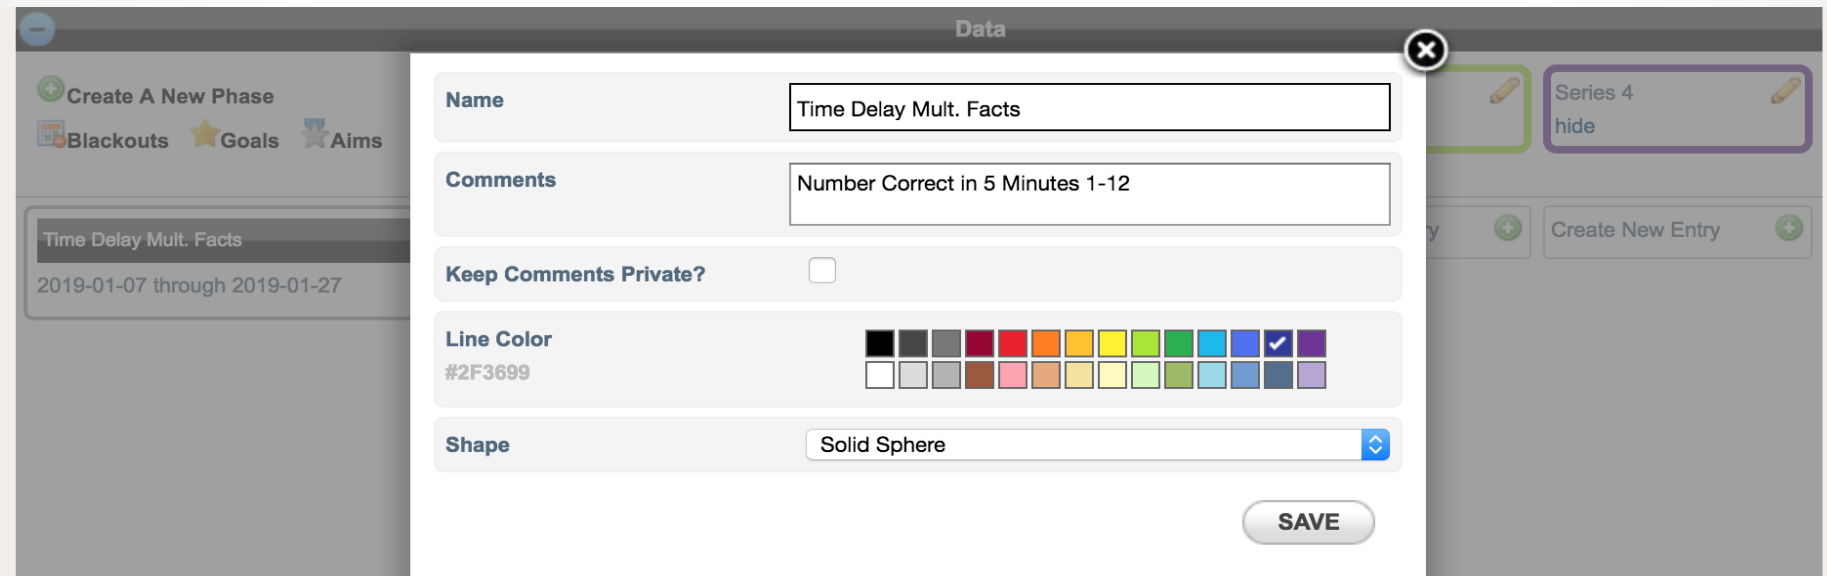 Data
Create A New Phase
Blackouts Goals Aims
Time Delay Mult. Facts
2019-01-07 through 2019-01-27
Name
Time Delay Mult. Facts
Comments
Number Correct in 5 Minutes 1-12
Keep Comments Private?
Line Color
#2F3699
Shape
Solid Sphere
SAVE
Series 4
hide
Create New Entry